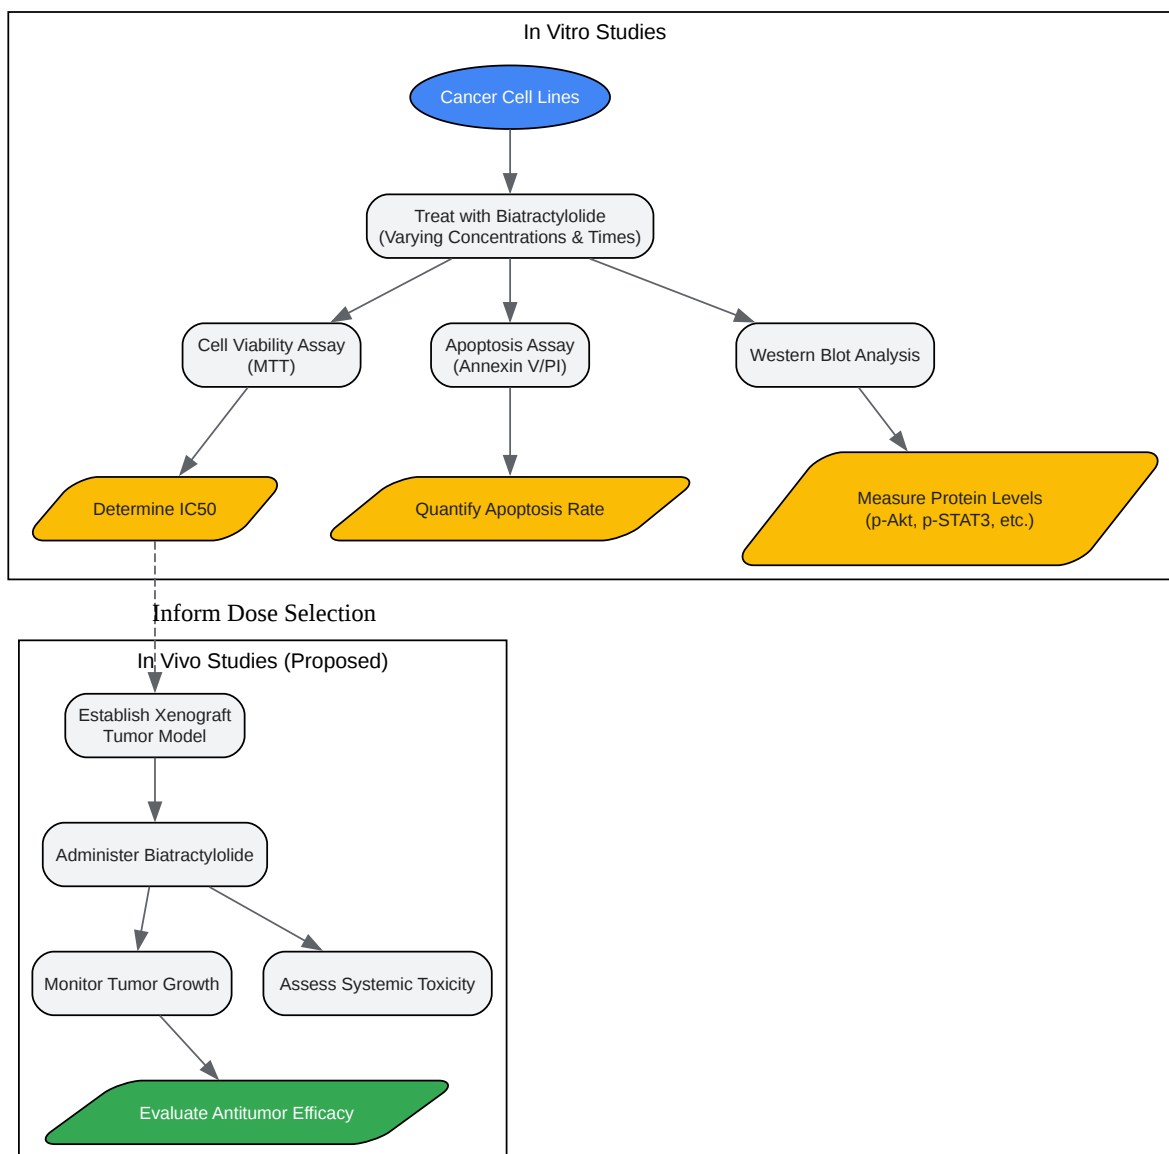 In Vitro Studies
Cancer Cell Lines
Treat with Biatractylolide
(Varying Concentrations & Times)
Cell Viability Assay
(MTT)
Apoptosis Assay
(Annexin V/PI)
Western Blot Analysis
Determine IC50
Quantify Apoptosis Rate
Measure Protein Levels
(p-Akt, p-STAT3, etc.)
Inform Dose Selection
In Vivo Studies (Proposed)
Establish Xenograft
Tumor Model
Administer Biatractylolide
Monitor Tumor Growth
Assess Systemic Toxicity
Evaluate Antitumor Efficacy